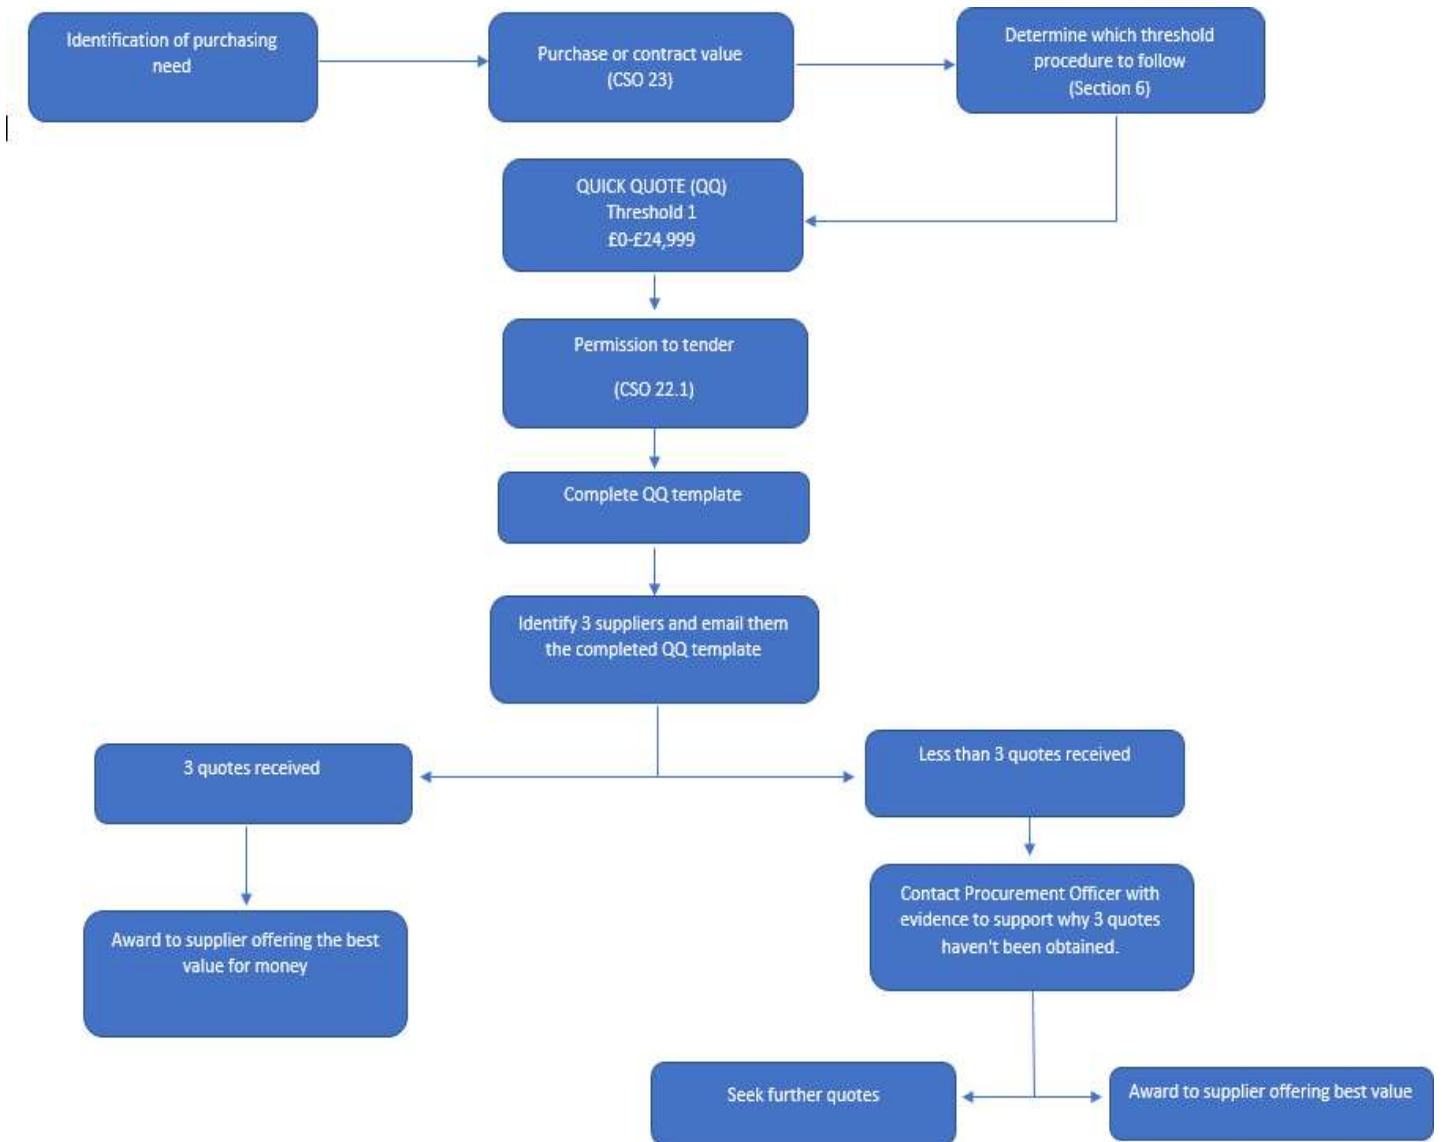 Identification of purchasing
need
Purchase or contract value
(CSO 23)
Determine which threshold
procedure to follow
(Section 6)
QUICK QUOTE (QQ)
Threshold 1
£0-£24,999
Permission to tender
(CSO 22.1)
Complete QQ template
Identify 3 suppliers and email them
the completed QQ template
3 quotes received
Less than 3 quotes received
Award to supplier offering the best
value for money
Contact Procurement Officer with
evidence to support why 3 quotes
haven't been obtained.
Seek further quotes
Award to supplier offering best value